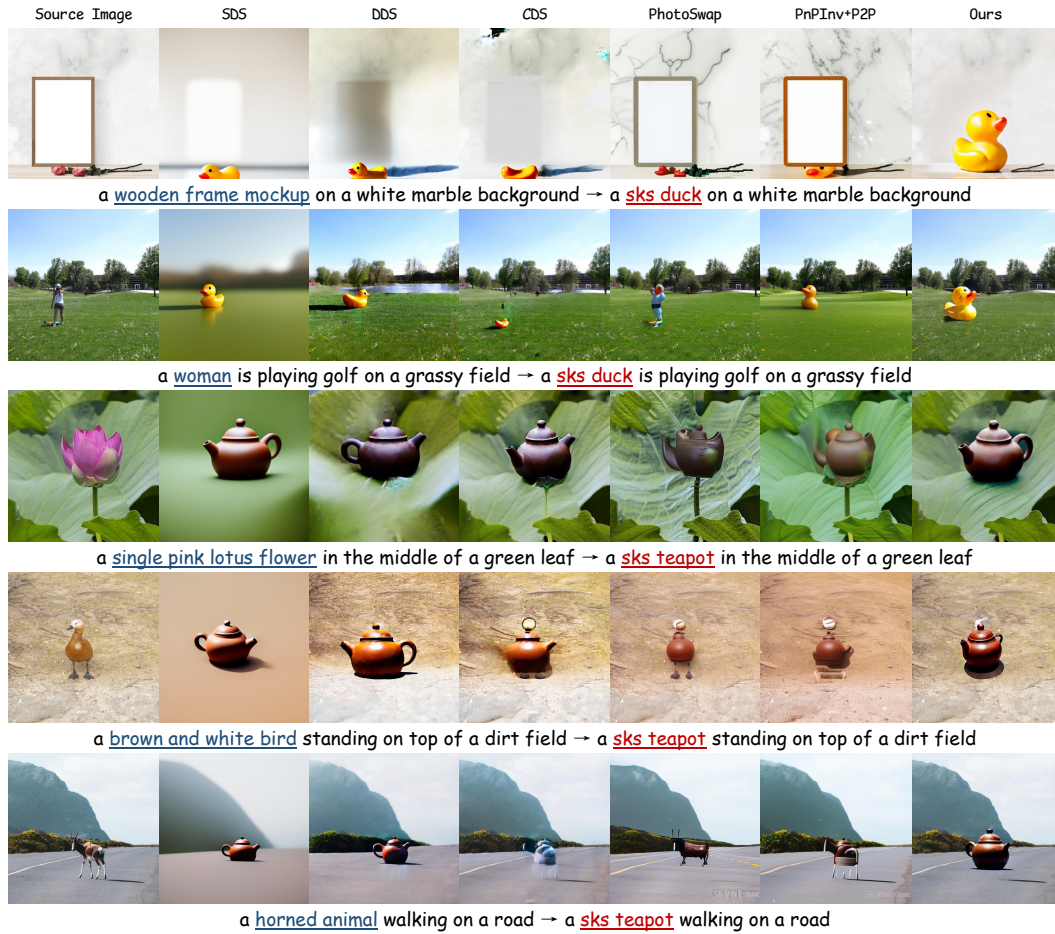 Source Image SDS DDS CDS PhotoSwap PnPInv+P2P Ours
a wooden frame mockup on a white marble background → a sks duck on a white marble background
a woman is playing golf on a grassy field → a sks duck is playing golf on a grassy field
a single pink lotus flower in the middle of a green leaf → a sks teapot in the middle of a green leaf
a brown and white bird standing on top of a dirt field → a sks teapot standing on top of a dirt field
a horned animal walking on a road → a sks teapot walking on a road